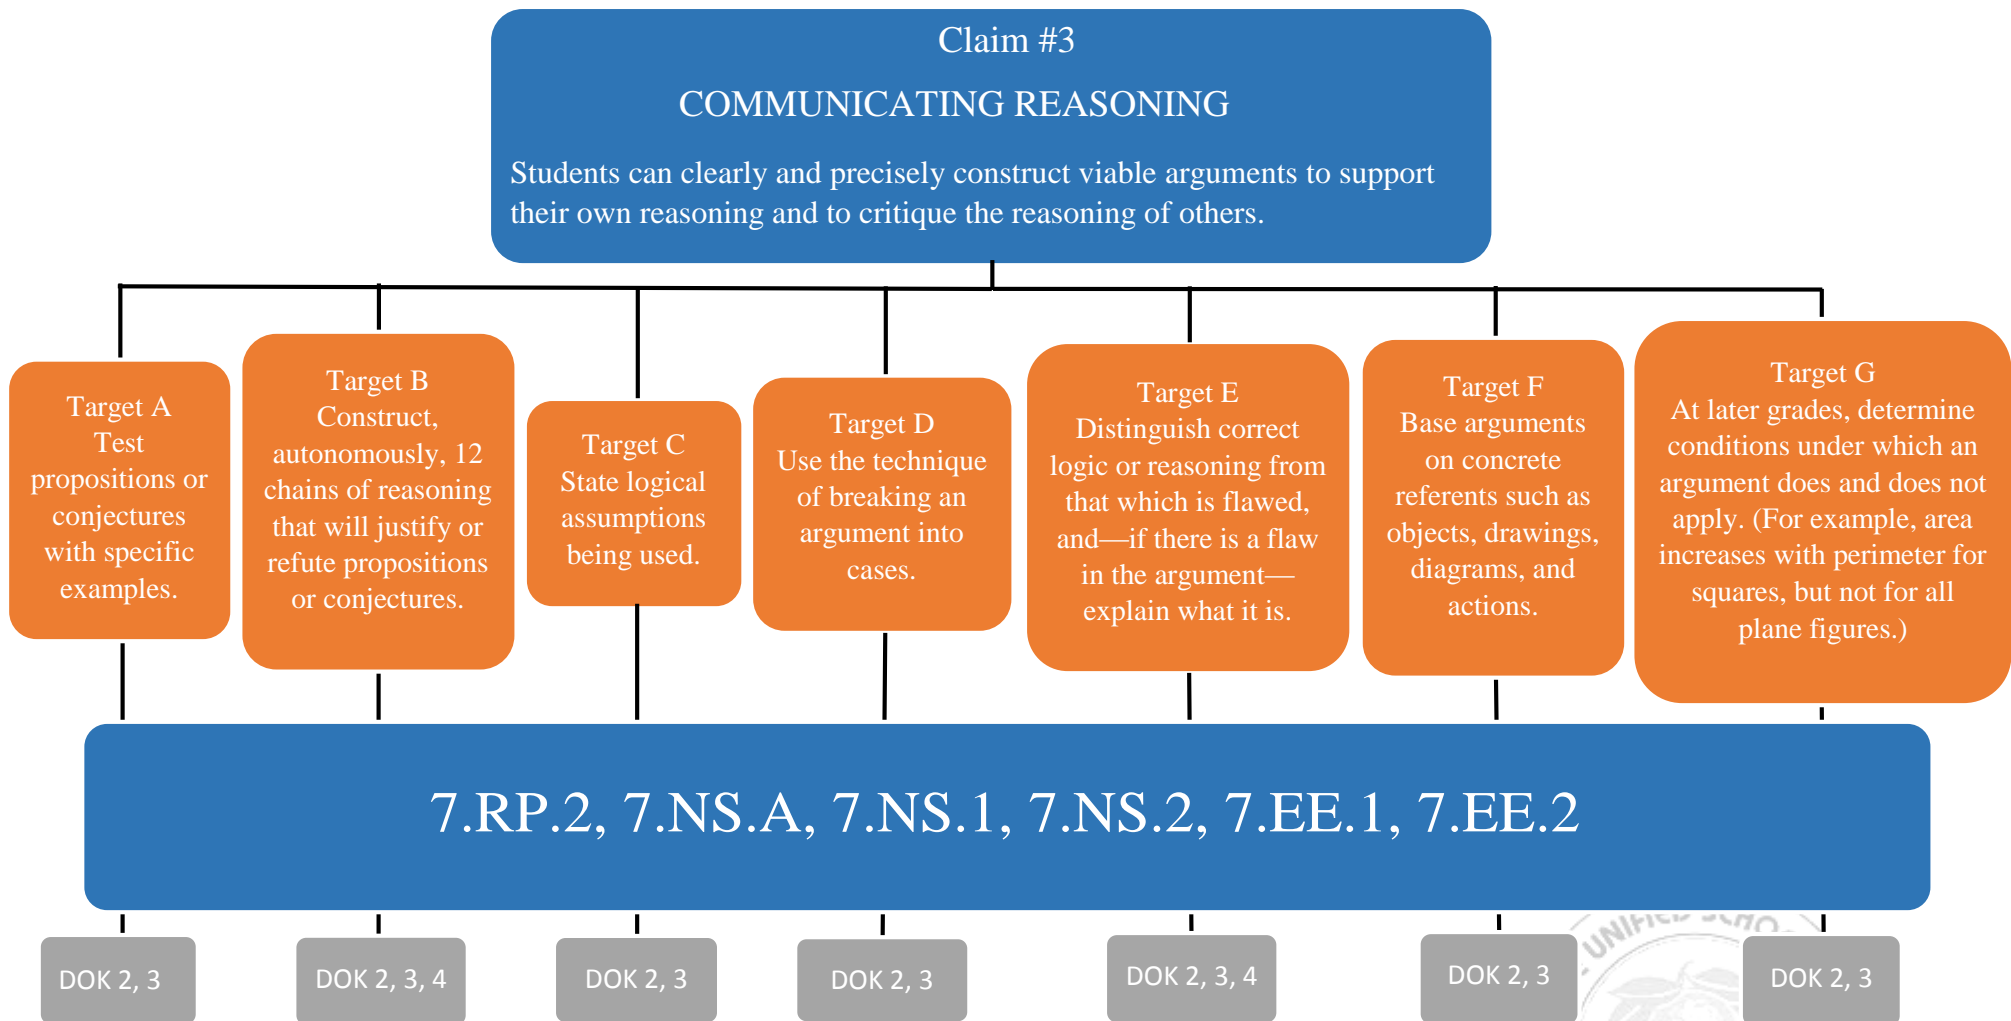 Claim #3
COMMUNICATING REASONING
Students can clearly and precisely construct viable arguments to support
their own reasoning and to critique the reasoning of others.
Target A
Test
propositions or
conjectures
with specific
examples.
Target B
Construct,
autonomously, 12
chains of reasoning
that will justify or
refute propositions
or conjectures.
Target C
State logical
assumptions
being used.
Target D
Use the technique
of breaking an
argument into
cases.
Target E
Distinguish correct
logic or reasoning from
that which is flawed,
and—if there is a flaw
in the argument—
explain what it is.
Target F
Base arguments
on concrete
referents such as
objects, drawings,
diagrams, and
actions.
Target G
At later grades, determine
conditions under which an
argument does and does not
apply. (For example, area
increases with perimeter for
squares, but not for all
plane figures.)
7.RP.2, 7.NS.A, 7.NS.1, 7.NS.2, 7.EE.1, 7.EE.2
DOK 2, 3
DOK 2, 3, 4
DOK 2, 3
DOK 2, 3
DOK 2, 3, 4
DOK 2, 3
DOK 2, 3
UNIFIED